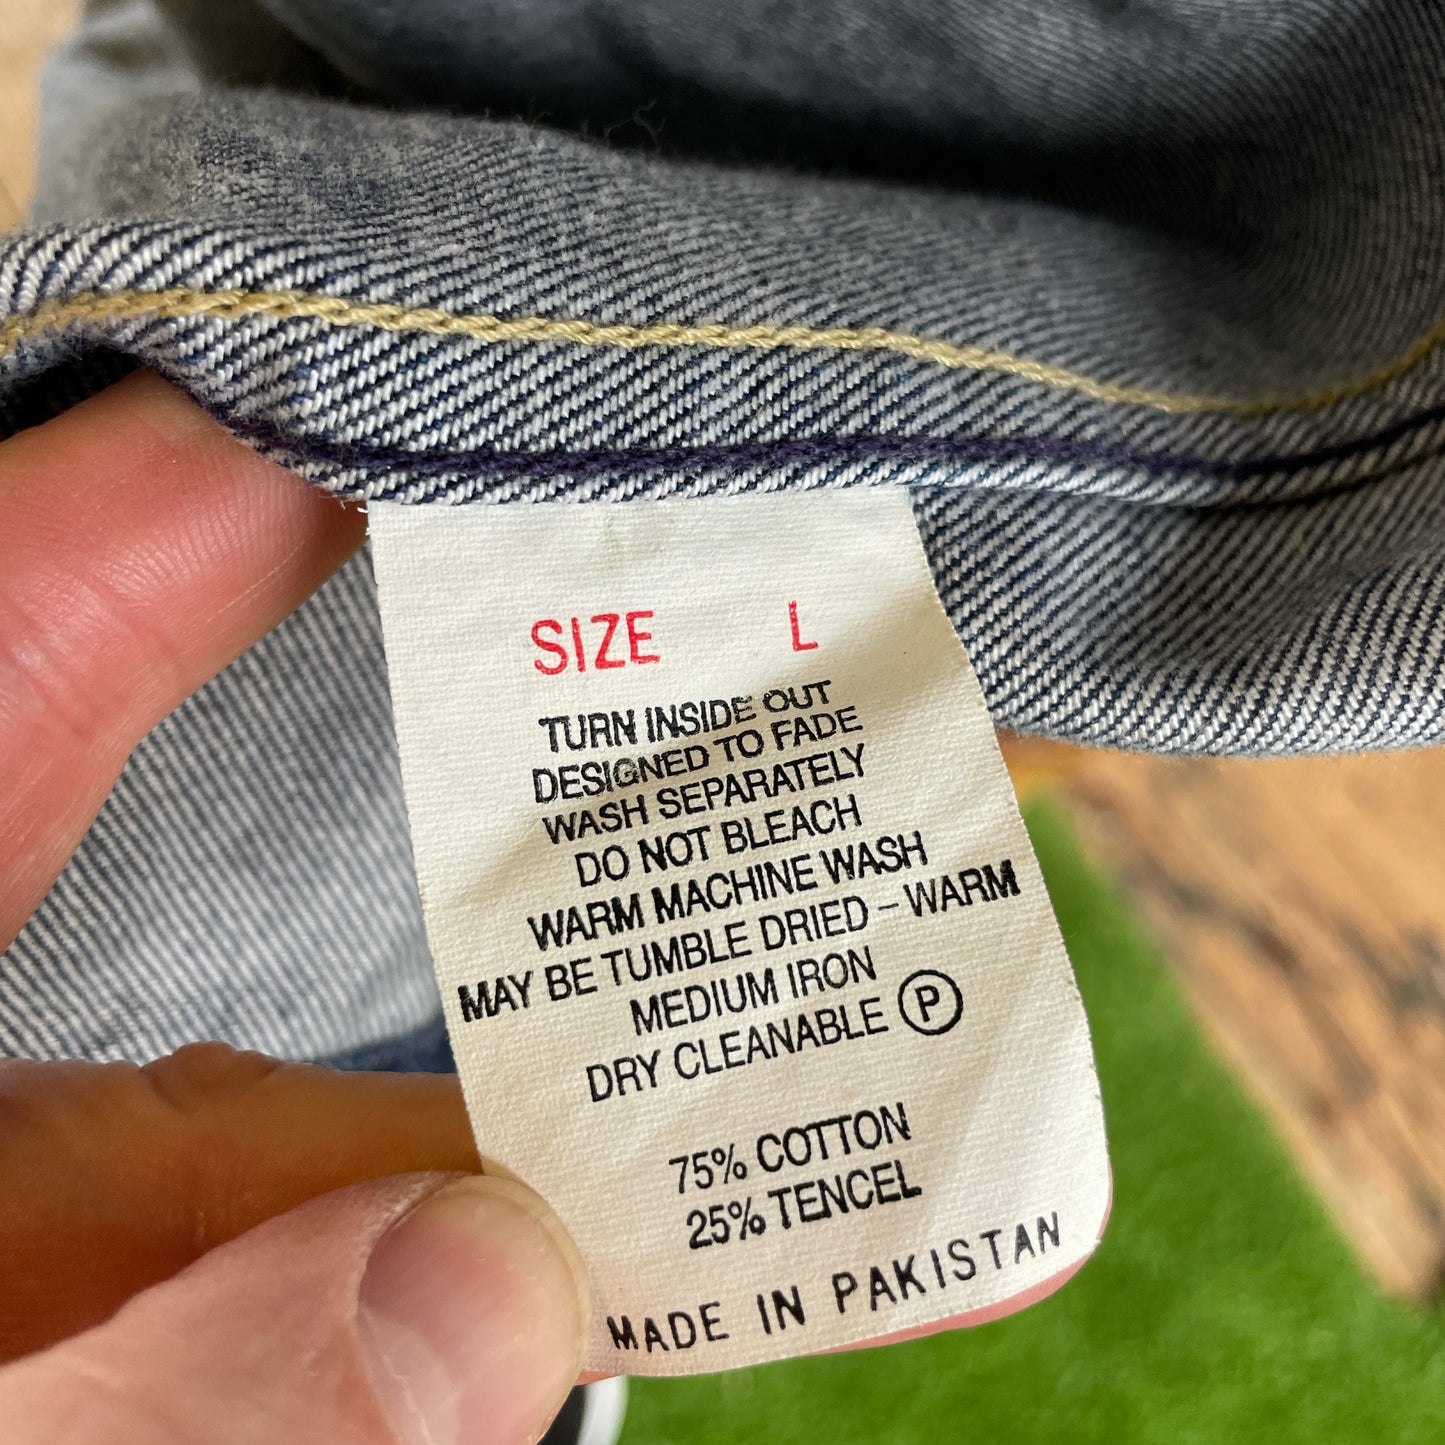 SIZE L
TURN INSIDE OUT
DESIGNED TO FADE
WASH SEPARATELY
DO NOT BLEACH
WARM MACHINE WASH
MAY BE TUMBLE DRIED – WARM
MEDIUM IRON
DRY CLEANABLE P
75% COTTON
25% TENCEL
MADE IN PAKISTAN